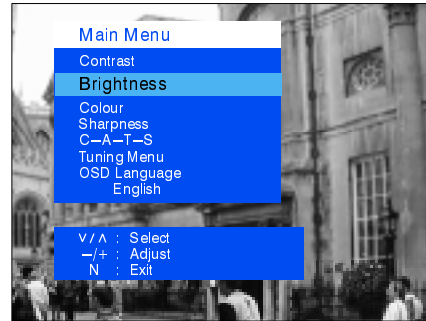 Main Menu
Contrast
Brightness
Colour
Sharpness
C—A—T—S
Tuning Menu
OSD Language
English
∨/∧ : Select
—/+ : Adjust
N : Exit